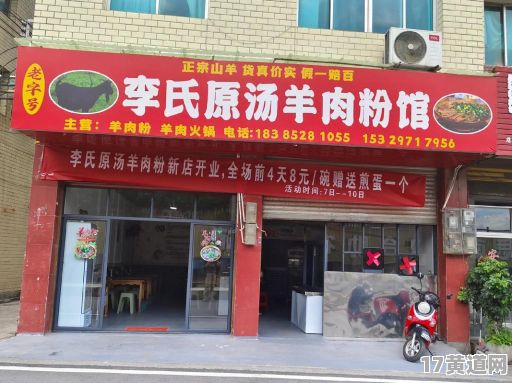 老字号
正宗山羊 货真价实 假一赔百
李氏原汤羊肉粉馆
主营：羊肉粉 羊肉火锅 电话:183 8528 1055 153 2971 7956
李氏原汤羊肉粉新店开业,全场前4天8元/碗赠送煎蛋一个
活动时间:7日--10日
17黄道网